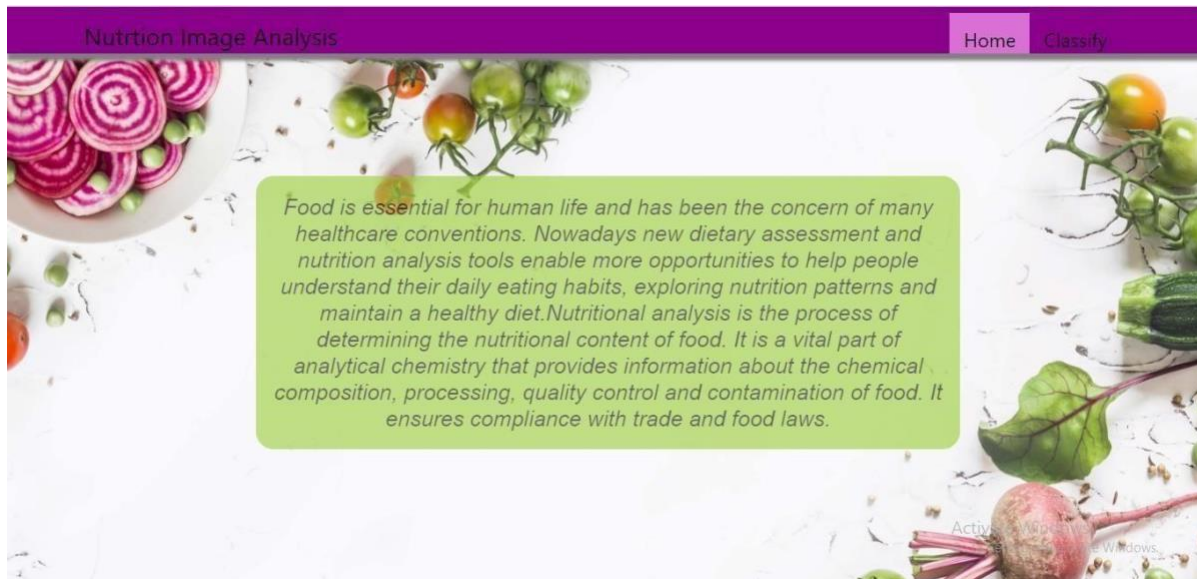 Nutrtion Image Analysis
Home Classify
Food is essential for human life and has been the concern of many
healthcare conventions. Nowadays new dietary assessment and
nutrition analysis tools enable more opportunities to help people
understand their daily eating habits, exploring nutrition patterns and
maintain a healthy diet.Nutritional analysis is the process of
determining the nutritional content of food. It is a vital part of
analytical chemistry that provides information about the chemical
composition, processing, quality control and contamination of food. It
ensures compliance with trade and food laws.
Windows.